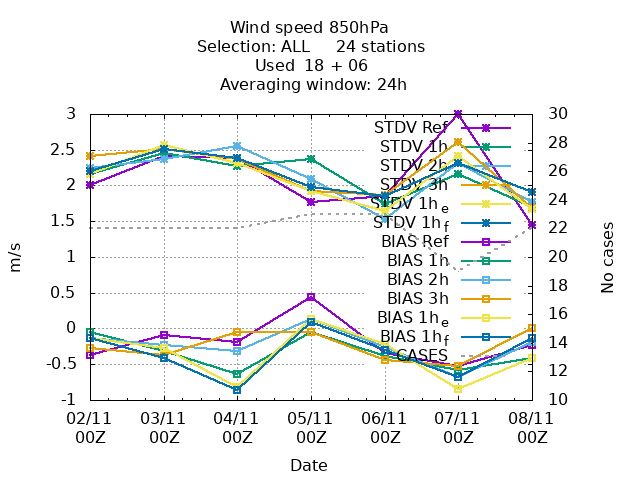 Wind speed 850hPa
Selection: ALL 24 stations
Used 18 + 06
Averaging window: 24h
3
2.5
2
1.5
1
0.5
0
-0.5
-1
m/s
30
28
26
24
22
20
18
16
14
12
10
No cases
STDV Ref
STDV 1h
STDV 2h
STDV 3h
STDV 1he
STDV 1hf
BIAS Ref
BIAS 1h
BIAS 2h
BIAS 3h
BIAS 1he
BIAS 1hf
CASES
02/11 03/11 04/11 05/11 06/11 07/11 08/11
00Z 00Z 00Z 00Z 00Z 00Z 00Z
Date